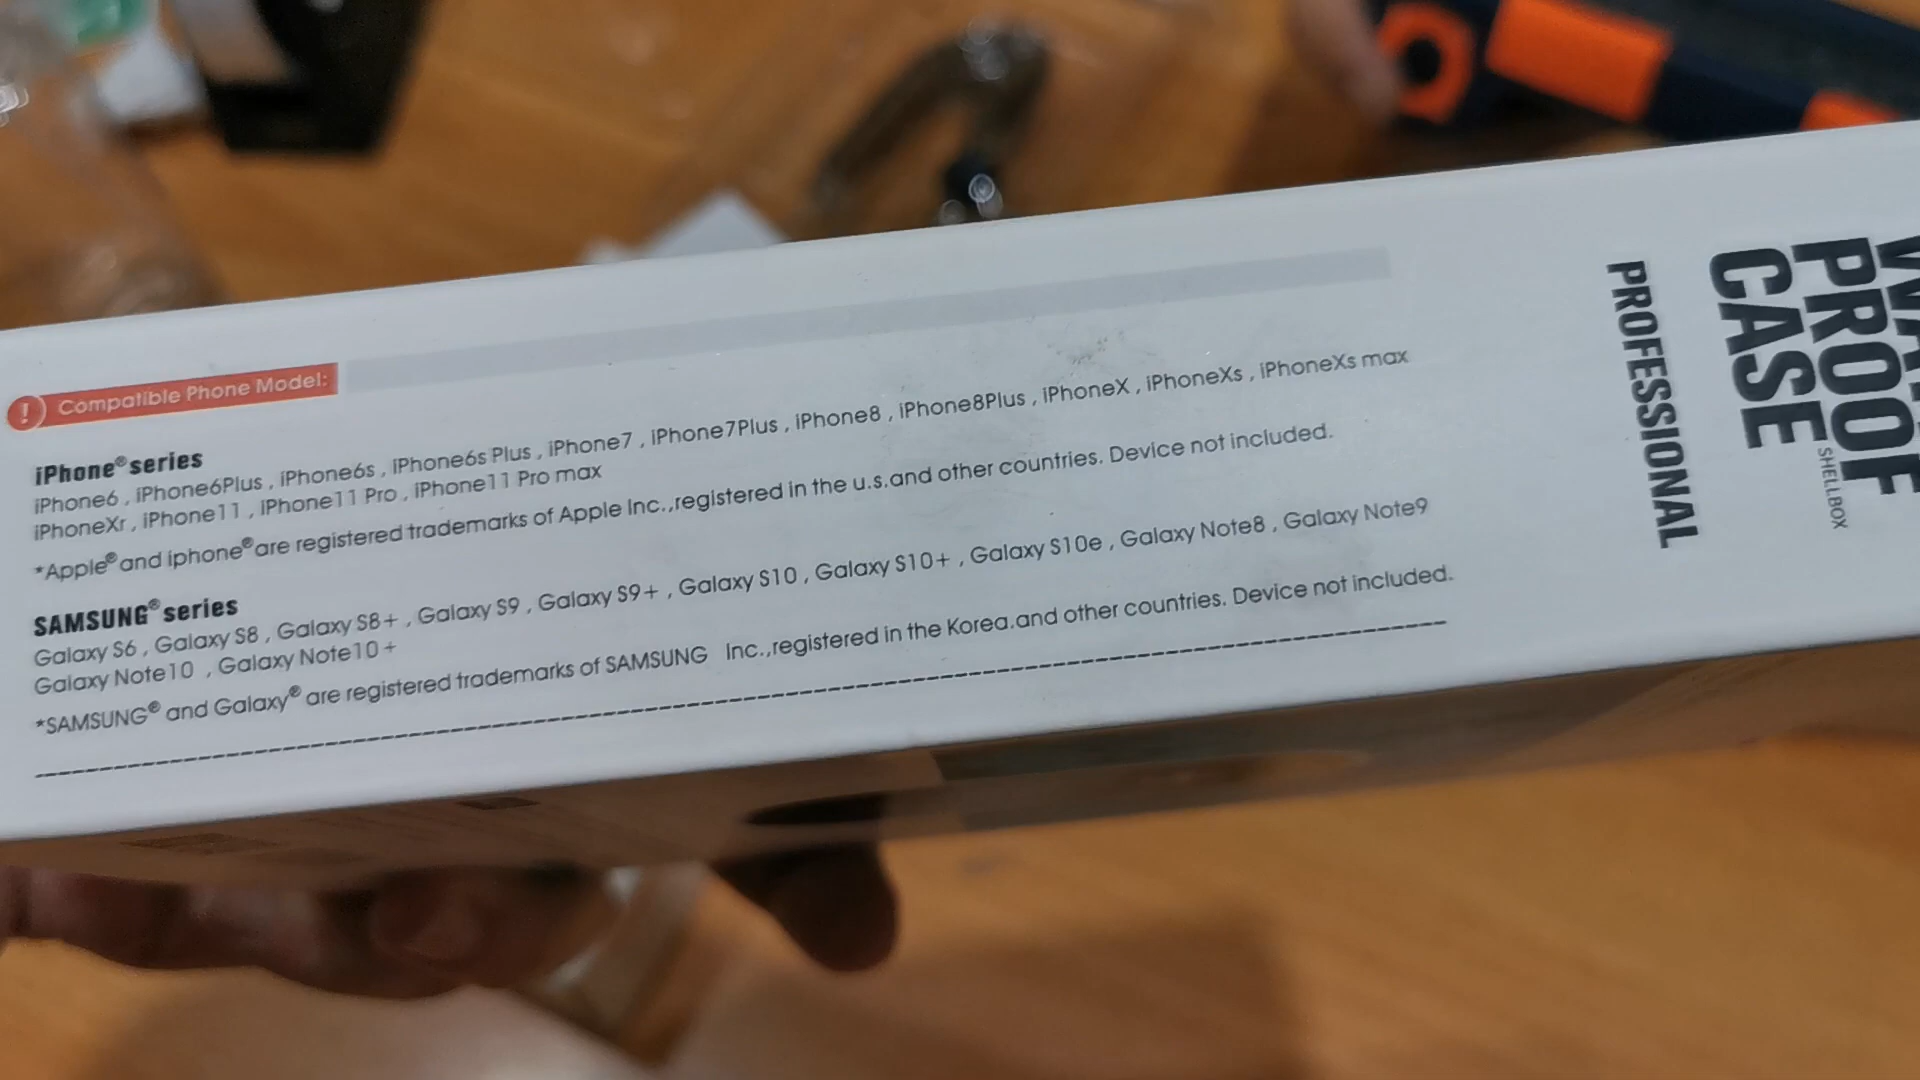 ! Compatible Phone Model:
iPhone®series
iPhone6 , iPhone6Plus , iPhone6s , iPhone6s Plus , iPhone7 , iPhone7Plus , iPhone8 , iPhone8Plus , iPhoneX , iPhoneXs , iPhoneXs max
iPhoneXr , iPhone11 , iPhone11 Pro , iPhone11 Pro max
*Apple®and iphone®are registered trademarks of Apple Inc.,registered in the u.s.and other countries. Device not included.
SAMSUNG®series
Galaxy S6 , Galaxy S8 , Galaxy S8+ , Galaxy S9 , Galaxy S9+ , Galaxy S10 , Galaxy S10+ , Galaxy S10e , Galaxy Note8 , Galaxy Note9
Galaxy Note10 , Galaxy Note10+
*SAMSUNG® and Galaxy® are registered trademarks of SAMSUNG Inc.,registered in the Korea.and other countries. Device not included.
PROOF
CASE
SHELLBOX
PROFESSIONAL